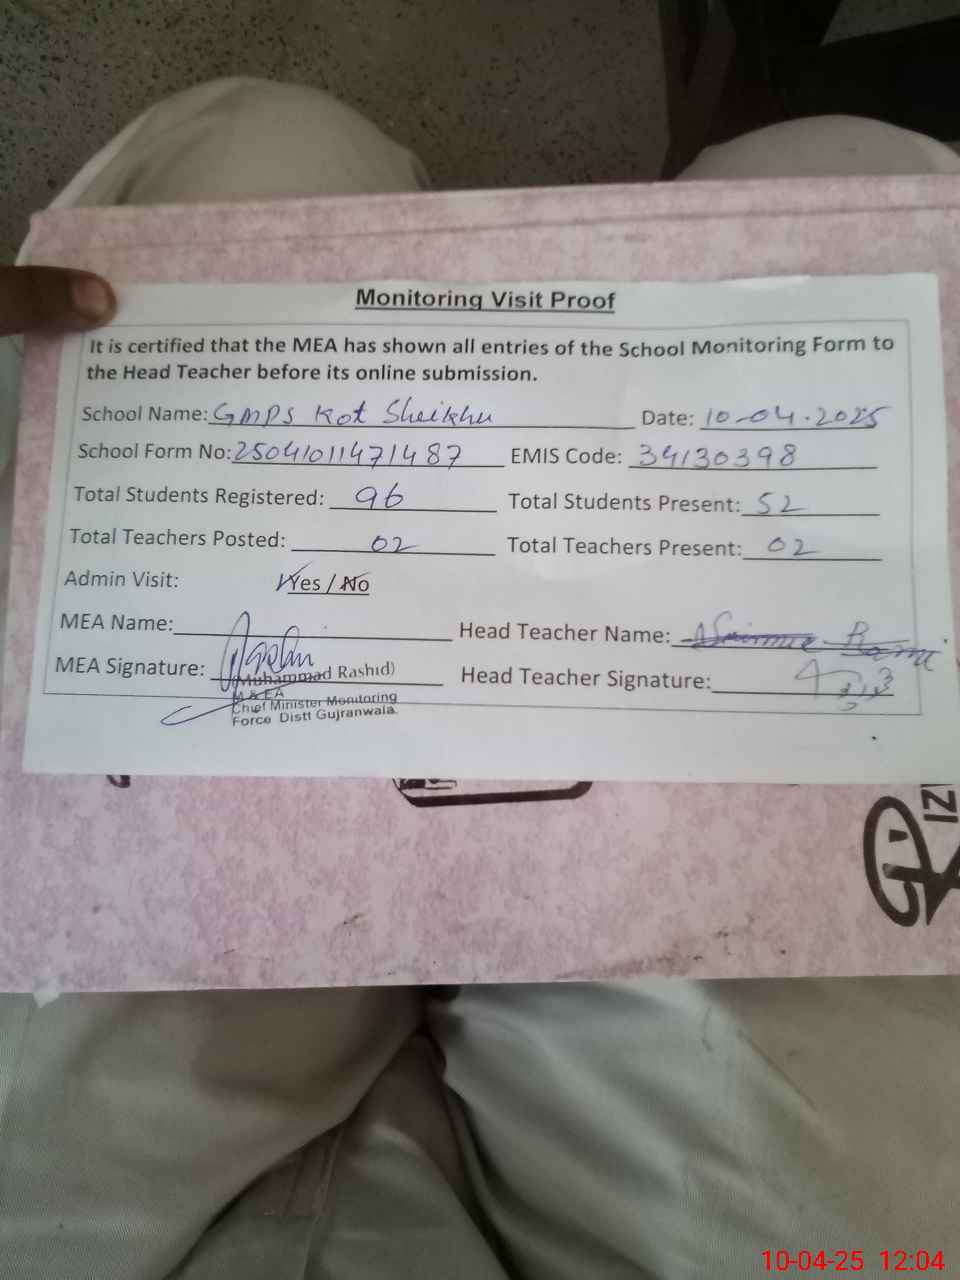 Monitoring Visit Proof
It is certified that the MEA has shown all entries of the School Monitoring Form to
the Head Teacher before its online submission.
School Name: GMPS Kot Sheikhu Date: 10-04-2025
School Form No: 25041011471487 EMIS Code: 34130398
Total Students Registered: 96 Total Students Present: 52
Total Teachers Posted: 02 Total Teachers Present: 02
Admin Visit: Yes / No
MEA Name: Head Teacher Name:
MEA Signature: Head Teacher Signature:
(Muhammad Rashid)
M & EA
Chief Minister Monitoring
Force Distt Gujranwala.
10-04-25 12:04